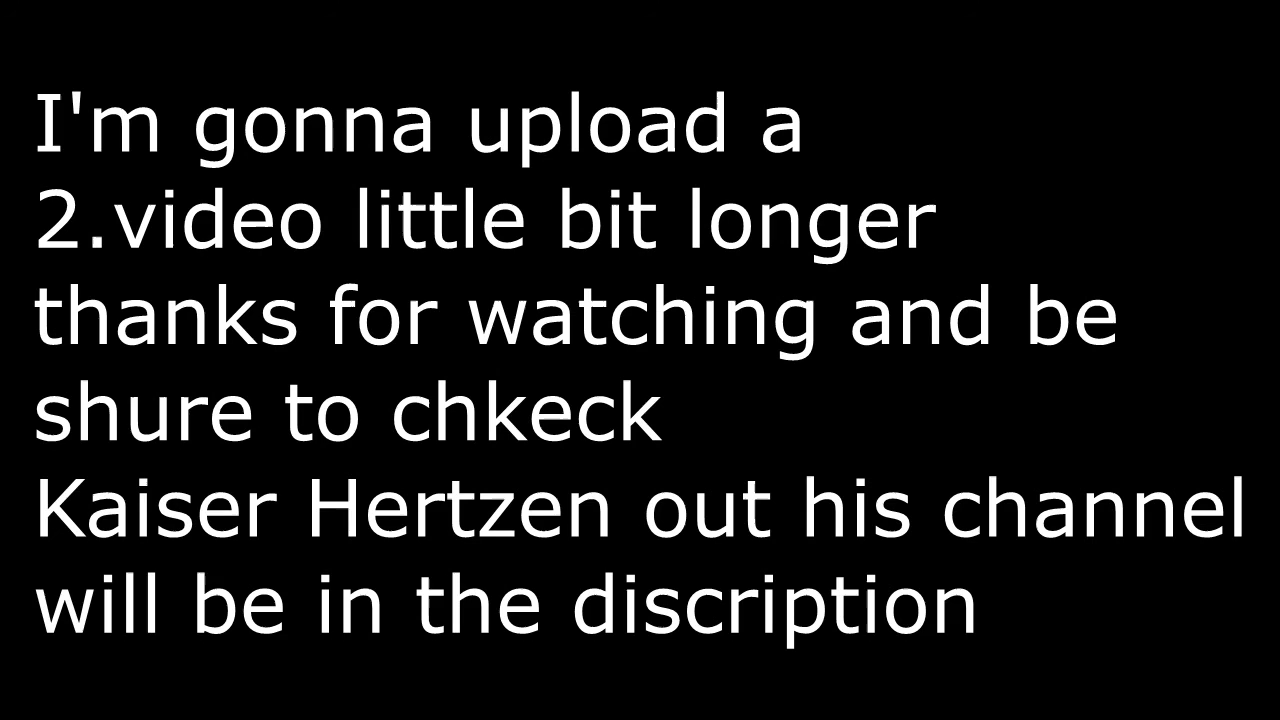 I'm gonna upload a
2.video little bit longer
thanks for watching and be
shure to chkeck
Kaiser Hertzen out his channel
will be in the discription